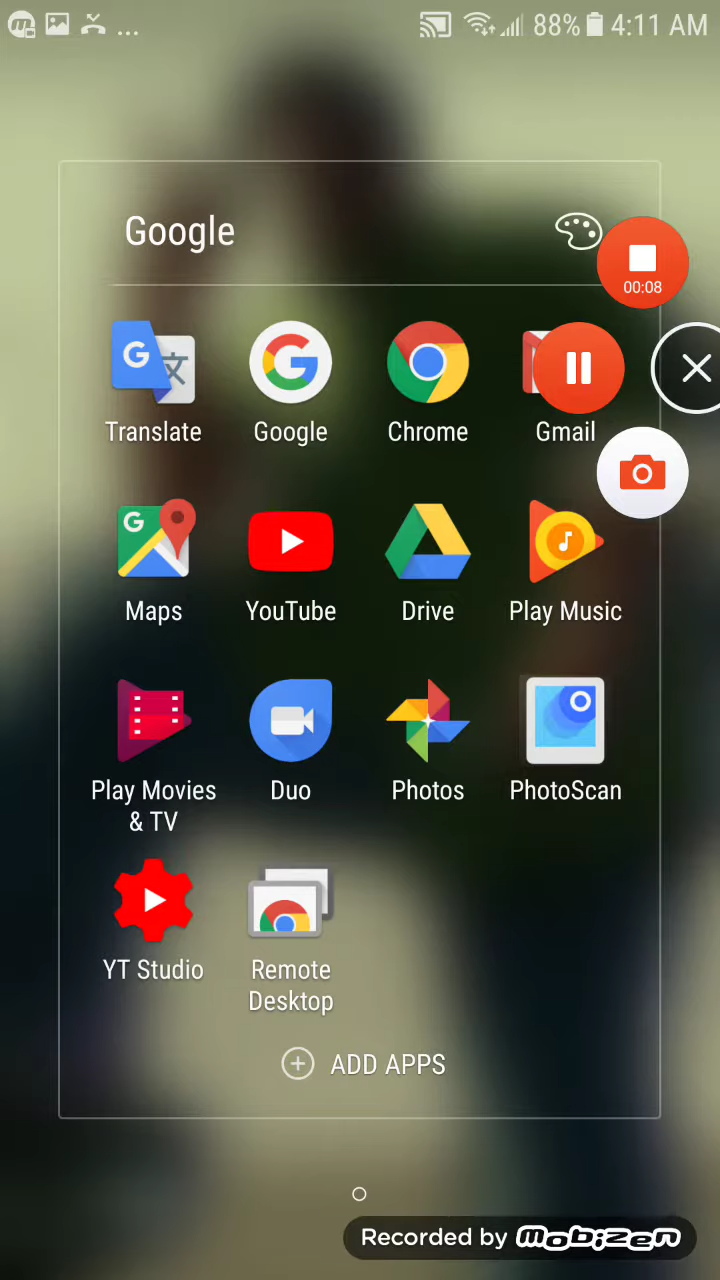 88% 4:11 AM
Google
00:08
Translate
Google
Chrome
Gmail
Maps
YouTube
Drive
Play Music
Play Movies
& TV
Duo
Photos
PhotoScan
YT Studio
Remote
Desktop
ADD APPS
Recorded by mobizen